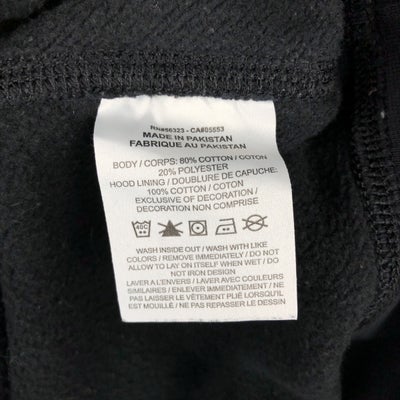 RN#56323 - CA#05553
MADE IN PAKISTAN
FABRIQUE AU PAKISTAN
BODY / CORPS: 80% COTTON / COTON
20% POLYESTER
HOOD LINING / DOUBLURE DE CAPUCHE:
100% COTTON / COTON
EXCLUSIVE OF DECORATION /
DECORATION NON COMPRISE
40C
WASH INSIDE OUT / WASH WITH LIKE
COLORS / REMOVE IMMEDIATELY / DO NOT
ALLOW TO LAY ON ITSELF WHEN WET / DO
NOT IRON DESIGN
LAVER A L'ENVERS / LAVER AVEC COULEURS
SIMILAIRES / ENLEVER IMMEDIATEMENT / NE
PAS LAISSER LE VÊTEMENT PLIÉ LORSQU'IL
EST MOUILLÉ / NE PAS REPASSER LE DESSIN